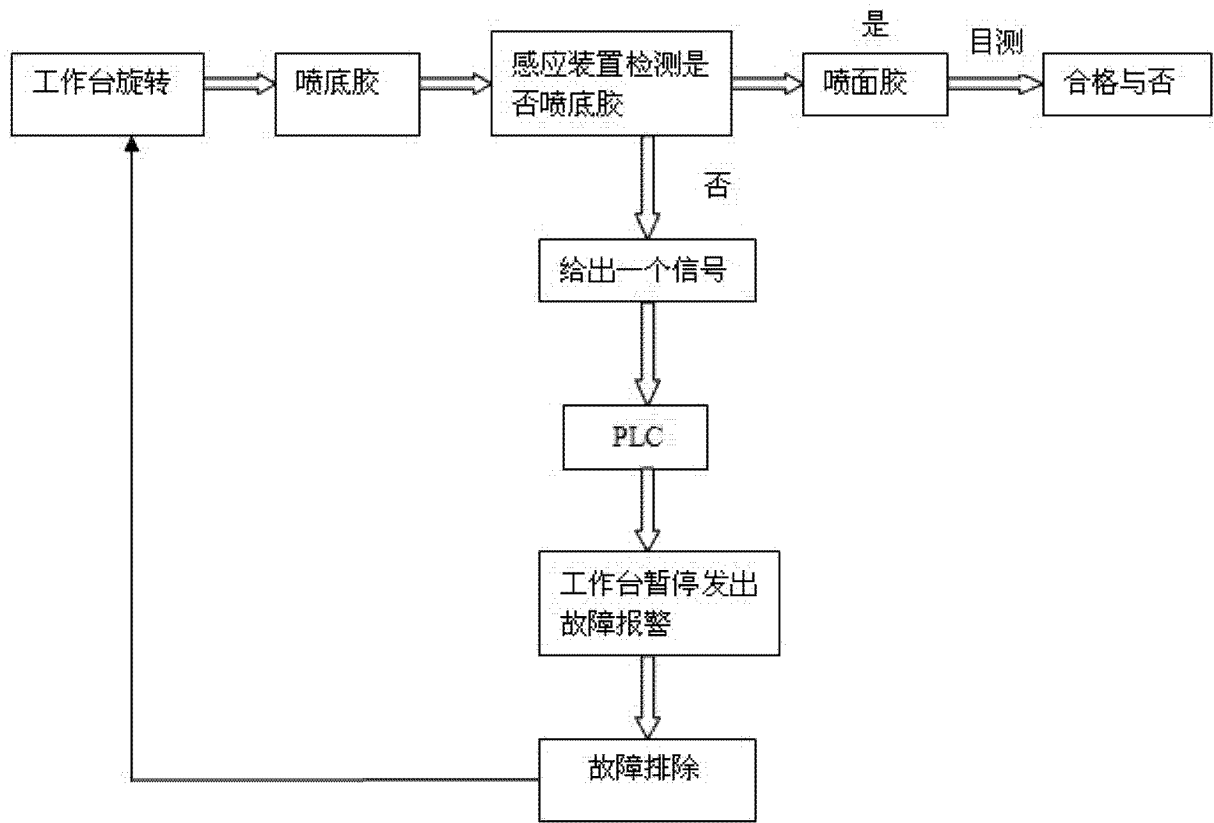 是
目测
工作台旋转
喷底胶
感应装置检测是
否喷底胶
喷面胶
合格与否
否
给出一个信号
PLC
工作台暂停发出
故障报警
故障排除